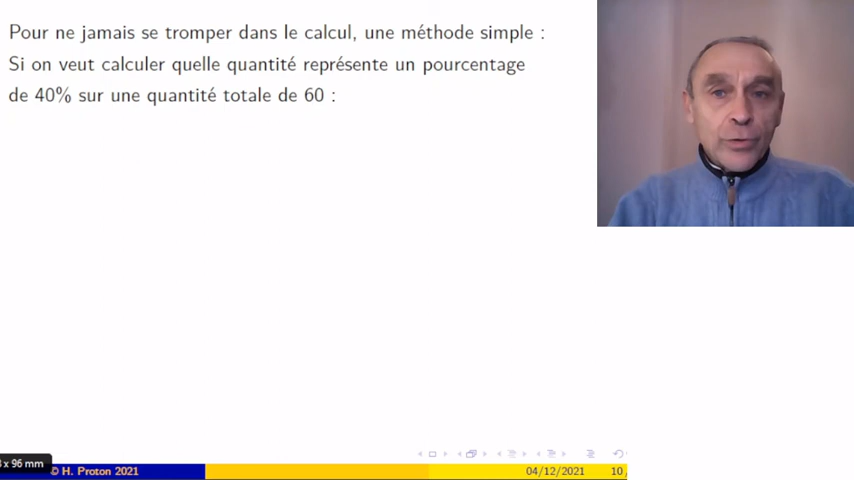 Pour ne jamais se tromper dans le calcul, une méthode simple :
Si on veut calculer quelle quantité représente un pourcentage
de 40% sur une quantité totale de 60 :
x 96 mm
© H. Proton 2021
04/12/2021
10/